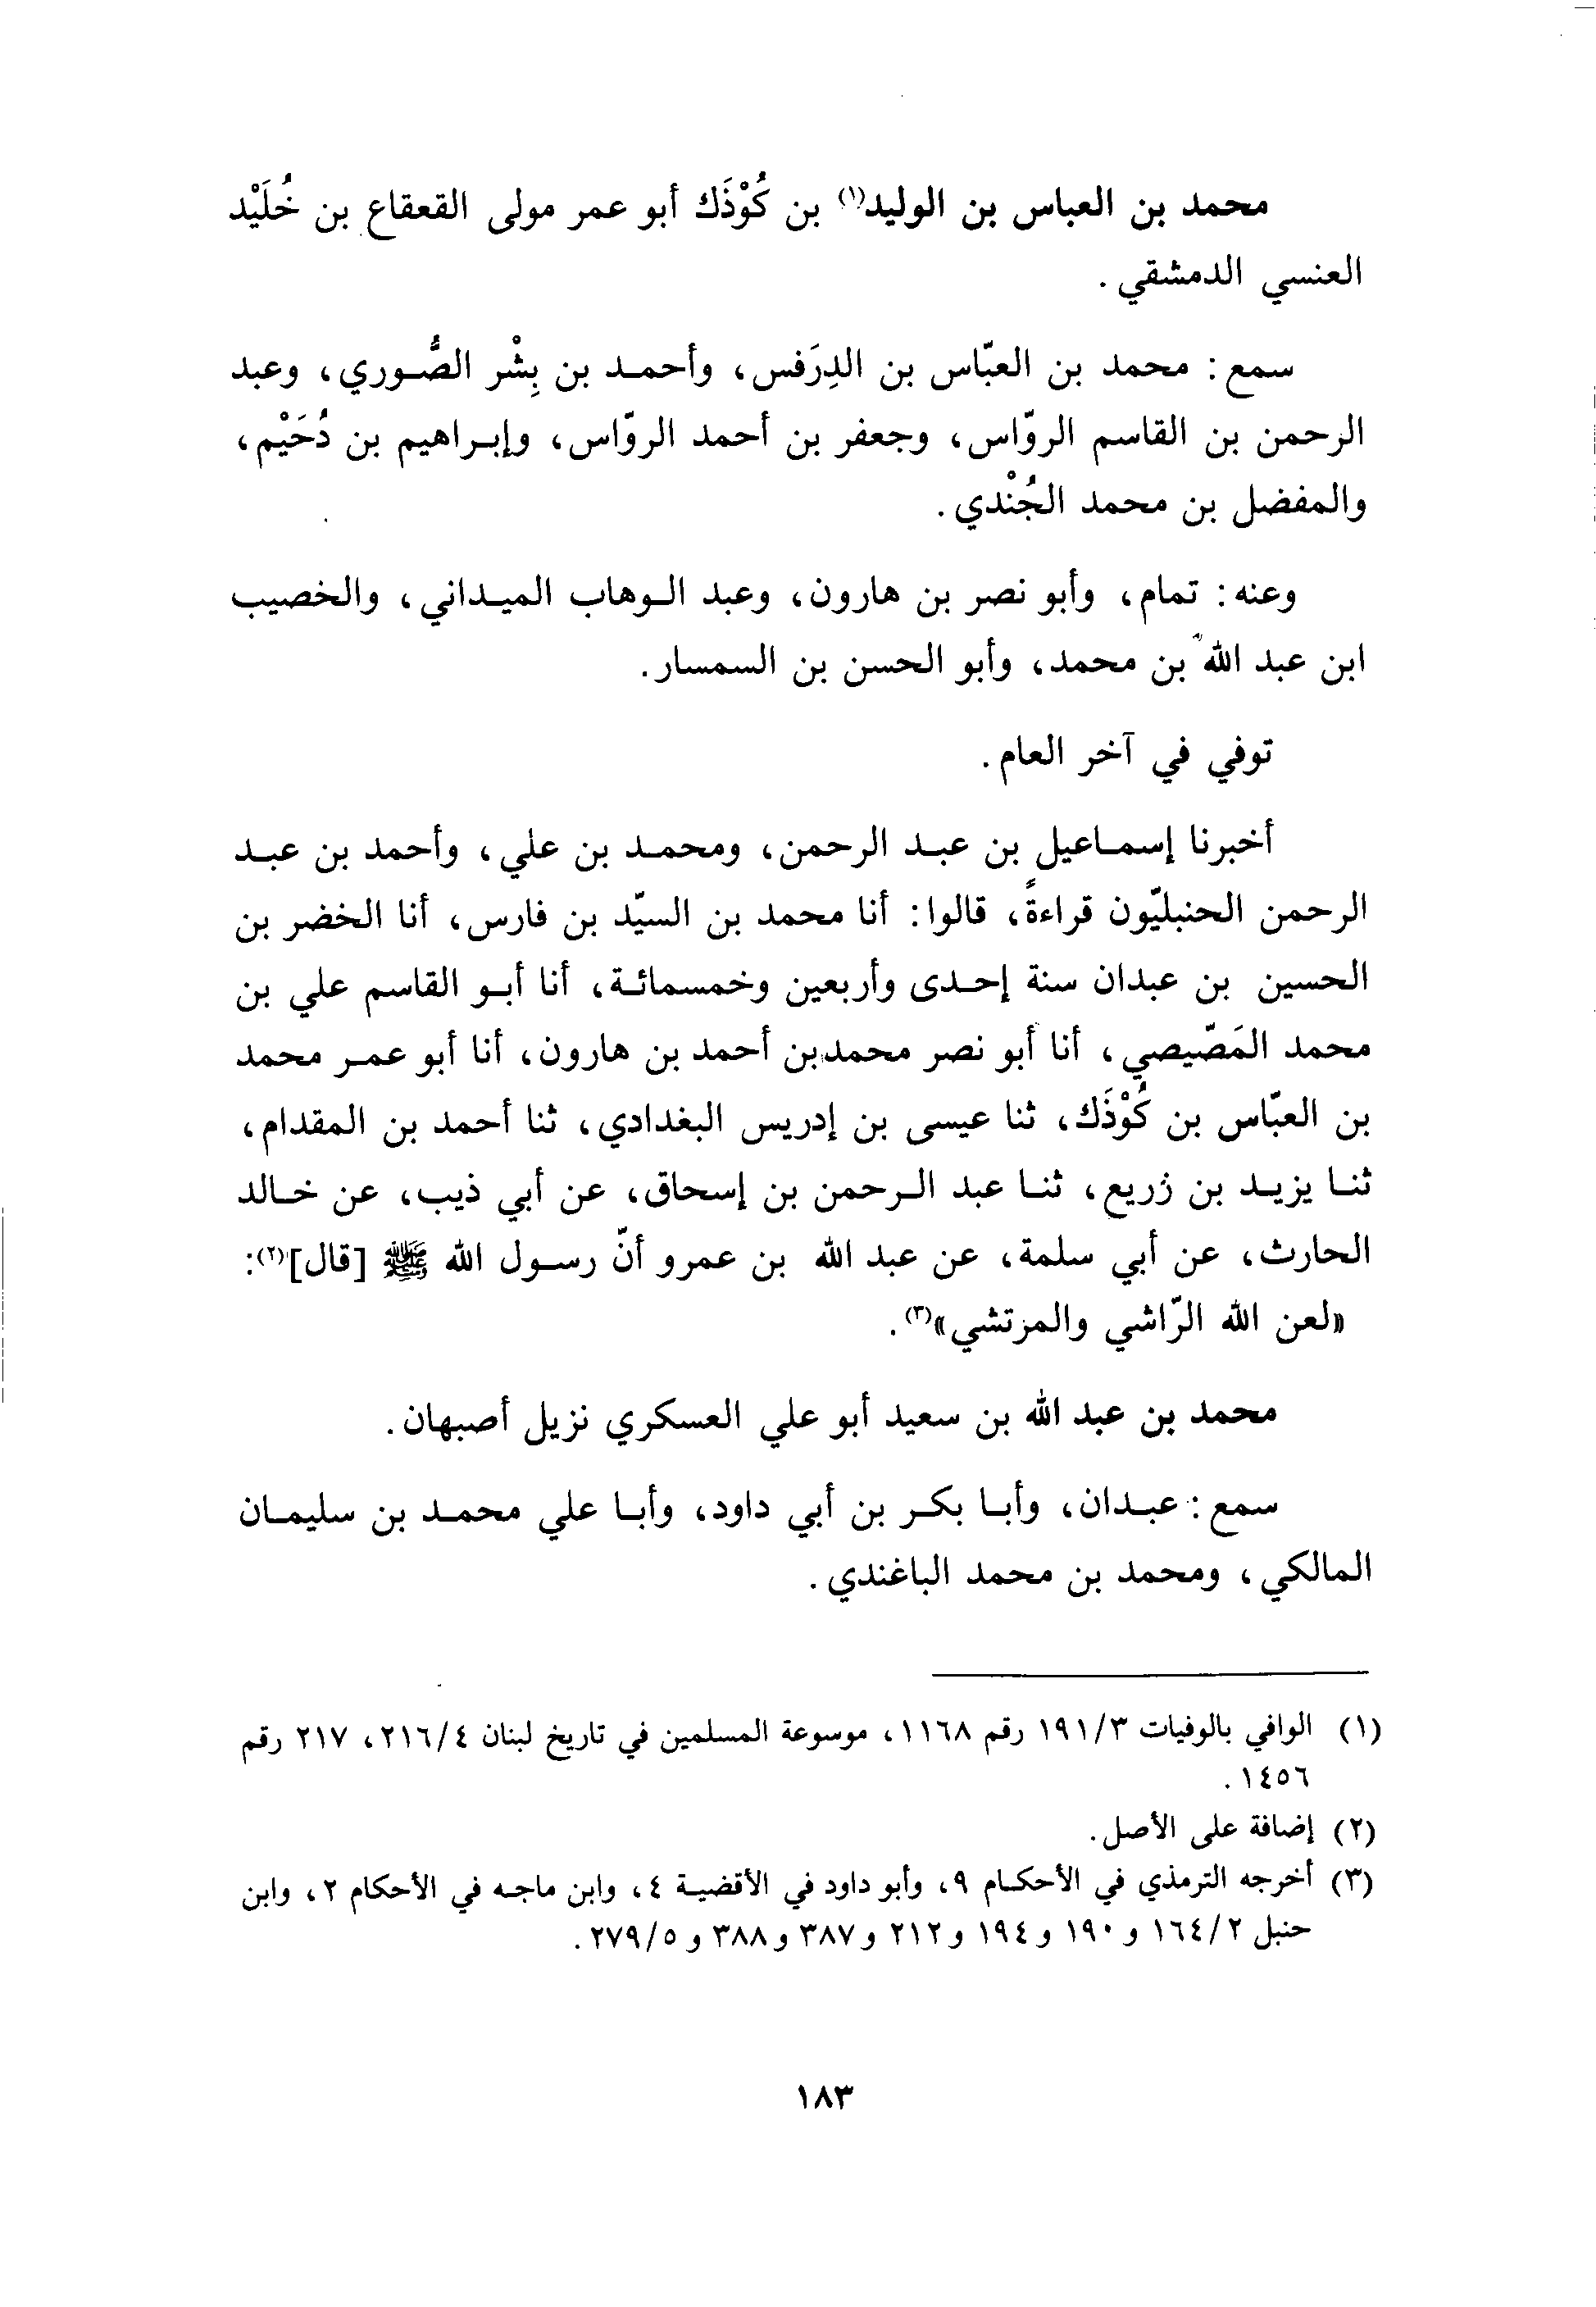 محمد بن العباس بن الوليد(١) بن كُوْذَك أبو عمر مولى القعقاع بن خُلَيْد
العنسي الدمشقي.
سمع: محمد بن العبّاس بن الدِرَفس، وأحمد بن بِشْر الصُّوري، وعبد
الرحمن بن القاسم الروّاس، وجعفر بن أحمد الروّاس، وإبراهيم بن دُحَيْم،
والمفضل بن محمد الجُنْدي.
وعنه: تمام، وأبو نصر بن هارون، وعبد الوهاب الميداني، والخصيب
ابن عبد الله بن محمد، وأبو الحسن بن السمسار.
توفي في آخر العام.
أخبرنا إسماعيل بن عبد الرحمن، ومحمد بن علي، وأحمد بن عبد
الرحمن الحنبليّون قراءةً، قالوا: أنا محمد بن السيّد بن فارس، أنا الخضر بن
الحسين بن عبدان سنة إحدى وأربعين وخمسمائة، أنا أبو القاسم علي بن
محمد المَصّيصي، أنا أبو نصر محمد بن أحمد بن هارون، أنا أبو عمر محمد
بن العبّاس بن كُوْذَك، ثنا عيسى بن إدريس البغدادي، ثنا أحمد بن المقدام،
ثنا يزيد بن زريع، ثنا عبد الرحمن بن إسحاق، عن أبي ذيب، عن خالد
الحارث، عن أبي سلمة، عن عبد الله بن عمرو أنّ رسول الله ﷺ [قال](٢):
«لعن الله الرّاشي والمرتشي»(٣).
محمد بن عبد الله بن سعيد أبو علي العسكري نزيل أصبهان.
سمع: عبدان، وأبا بكر بن أبي داود، وأبا علي محمد بن سليمان
المالكي، ومحمد بن محمد الباغندي.
(١) الوافي بالوفيات ١٩١/٣ رقم ١١٦٨، موسوعة المسلمين في تاريخ لبنان ٢١٦/٤، ٢١٧ رقم
١٤٥٦.
(٢) إضافة على الأصل.
(٣) أخرجه الترمذي في الأحكام ٩، وأبو داود في الأقضية ٤، وابن ماجه في الأحكام ٢، وابن
حنبل ١٦٤/٢ و ١٩٠ و ١٩٤ و ٢١٢ و ٣٨٧ و ٣٨٨ و ٢٧٩/٥.
١٨٣